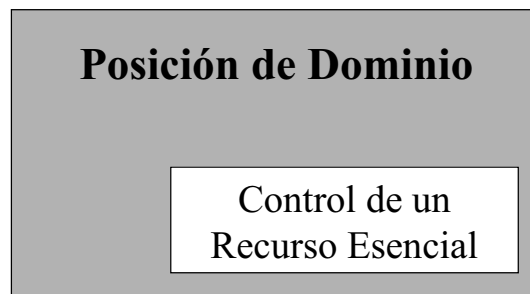 Posición de Dominio
Control de un
Recurso Esencial